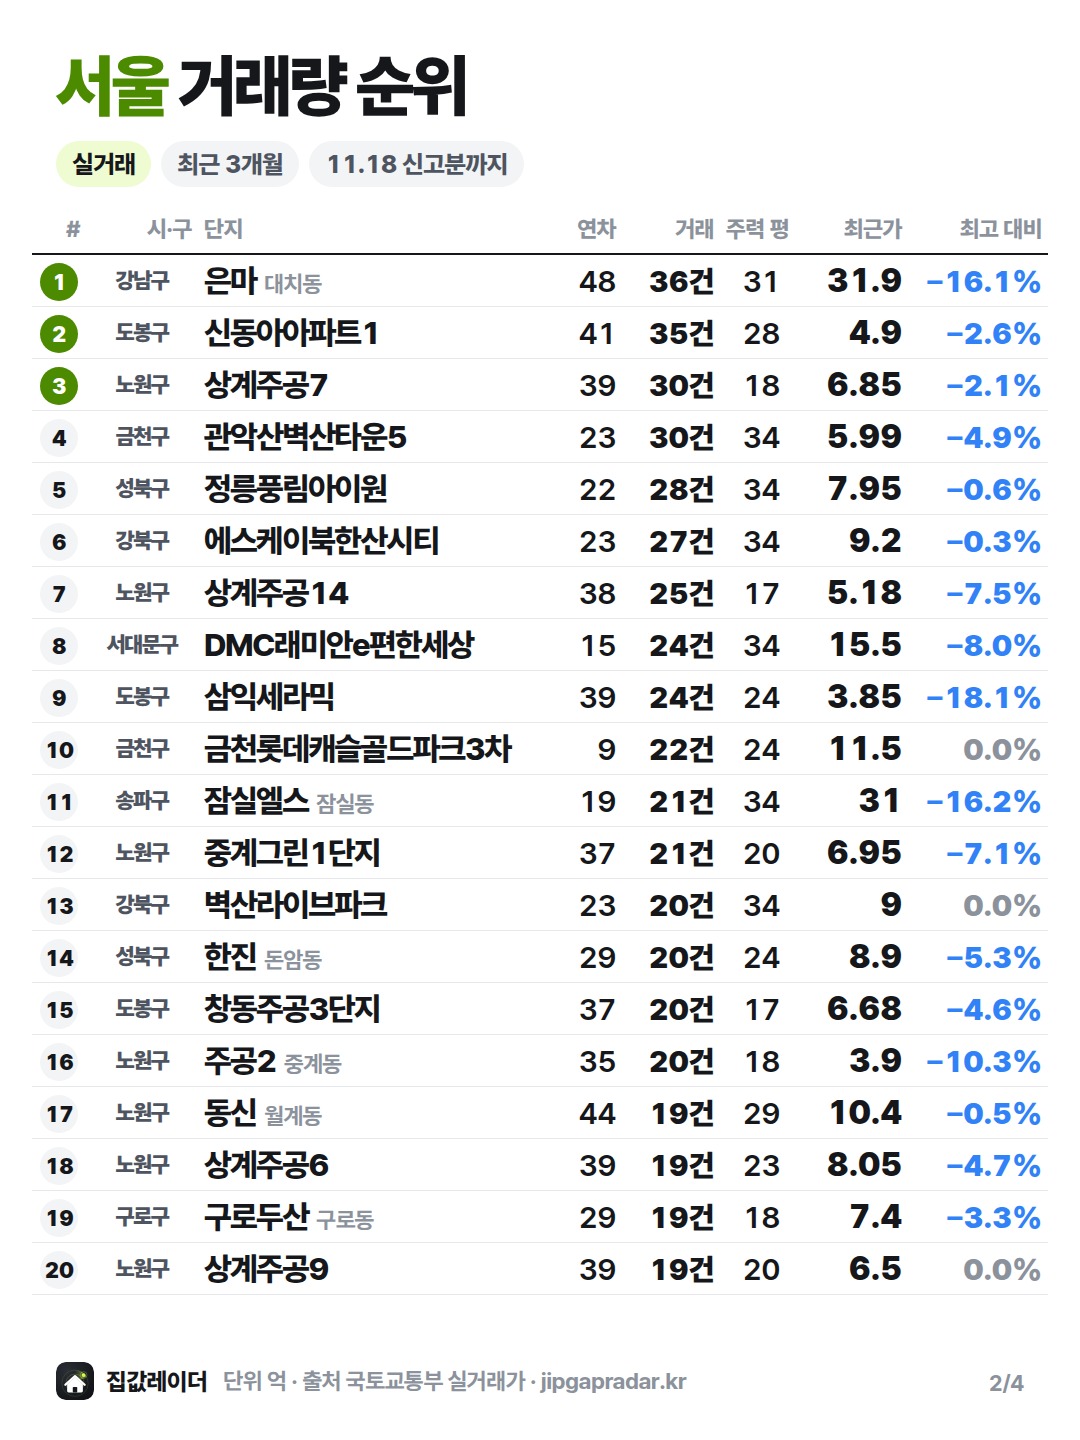 서울 거래량 순위
실거래 최근 3개월 11.18 신고분까지
# 시·구 단지 연차 거래 주력 평 최근가 최고 대비
1 강남구 은마 대치동 48 36건 31 31.9 −16.1%
2 도봉구 신동아아파트1 41 35건 28 4.9 −2.6%
3 노원구 상계주공7 39 30건 18 6.85 −2.1%
4 금천구 관악산벽산타운5 23 30건 34 5.99 −4.9%
5 성북구 정릉풍림아이원 22 28건 34 7.95 −0.6%
6 강북구 에스케이북한산시티 23 27건 34 9.2 −0.3%
7 노원구 상계주공14 38 25건 17 5.18 −7.5%
8 서대문구 DMC래미안e편한세상 15 24건 34 15.5 −8.0%
9 도봉구 삼익세라믹 39 24건 24 3.85 −18.1%
10 금천구 금천롯데캐슬골드파크3차 9 22건 24 11.5 0.0%
11 송파구 잠실엘스 잠실동 19 21건 34 31 −16.2%
12 노원구 중계그린1단지 37 21건 20 6.95 −7.1%
13 강북구 벽산라이브파크 23 20건 34 9 0.0%
14 성북구 한진 돈암동 29 20건 24 8.9 −5.3%
15 도봉구 창동주공3단지 37 20건 17 6.68 −4.6%
16 노원구 주공2 중계동 35 20건 18 3.9 −10.3%
17 노원구 동신 월계동 44 19건 29 10.4 −0.5%
18 노원구 상계주공6 39 19건 23 8.05 −4.7%
19 구로구 구로두산 구로동 29 19건 18 7.4 −3.3%
20 노원구 상계주공9 39 19건 20 6.5 0.0%
집값레이더 단위 억 · 출처 국토교통부 실거래가 · jipgapradar.kr 2/4